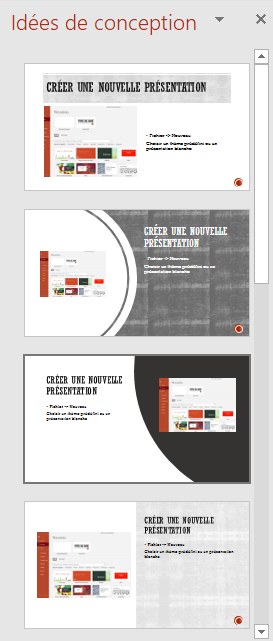 Idées de conception
CRÉER UNE NOUVELLE PRÉSENTATION
- Fichier -> Nouveau
Choisir un thème prédéfini ou un
présentation blanche
CRÉER UNE NOUVELLE
PRÉSENTATION
- Fichier -> Nouveau
Choisir un thème prédéfini ou un
présentation blanche
CRÉER UNE NOUVELLE
PRÉSENTATION
- Fichier -> Nouveau
Choisir un thème prédéfini ou un
présentation blanche
CRÉER UNE NOUVELLE
PRÉSENTATION
- Fichier -> Nouveau
Choisir un thème prédéfini ou un présentation
blanche